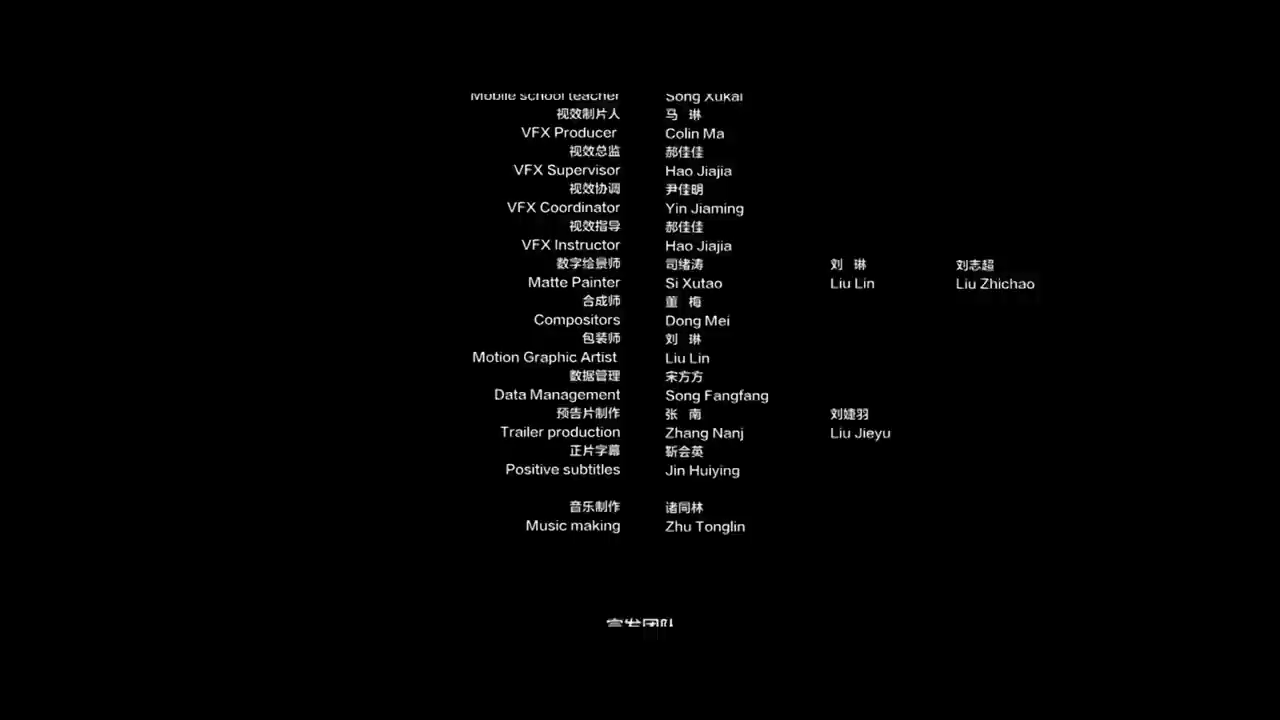 Mobile school teacher Song Xukai
视效制片人 马 琳
VFX Producer Colin Ma
视效总监 郝佳佳
VFX Supervisor Hao Jiajia
视效协调 尹佳明
VFX Coordinator Yin Jiaming
视效指导 郝佳佳
VFX Instructor Hao Jiajia
数字绘景师 司绪涛 刘 琳 刘志超
Matte Painter Si Xutao Liu Lin Liu Zhichao
合成师 董 梅
Compositors Dong Mei
包装师 刘 琳
Motion Graphic Artist Liu Lin
数据管理 宋方方
Data Management Song Fangfang
预告片制作 张 南 刘婕羽
Trailer production Zhang Nanj Liu Jieyu
正片字幕 靳会英
Positive subtitles Jin Huiying
音乐制作 诸同林
Music making Zhu Tonglin
宣发团队